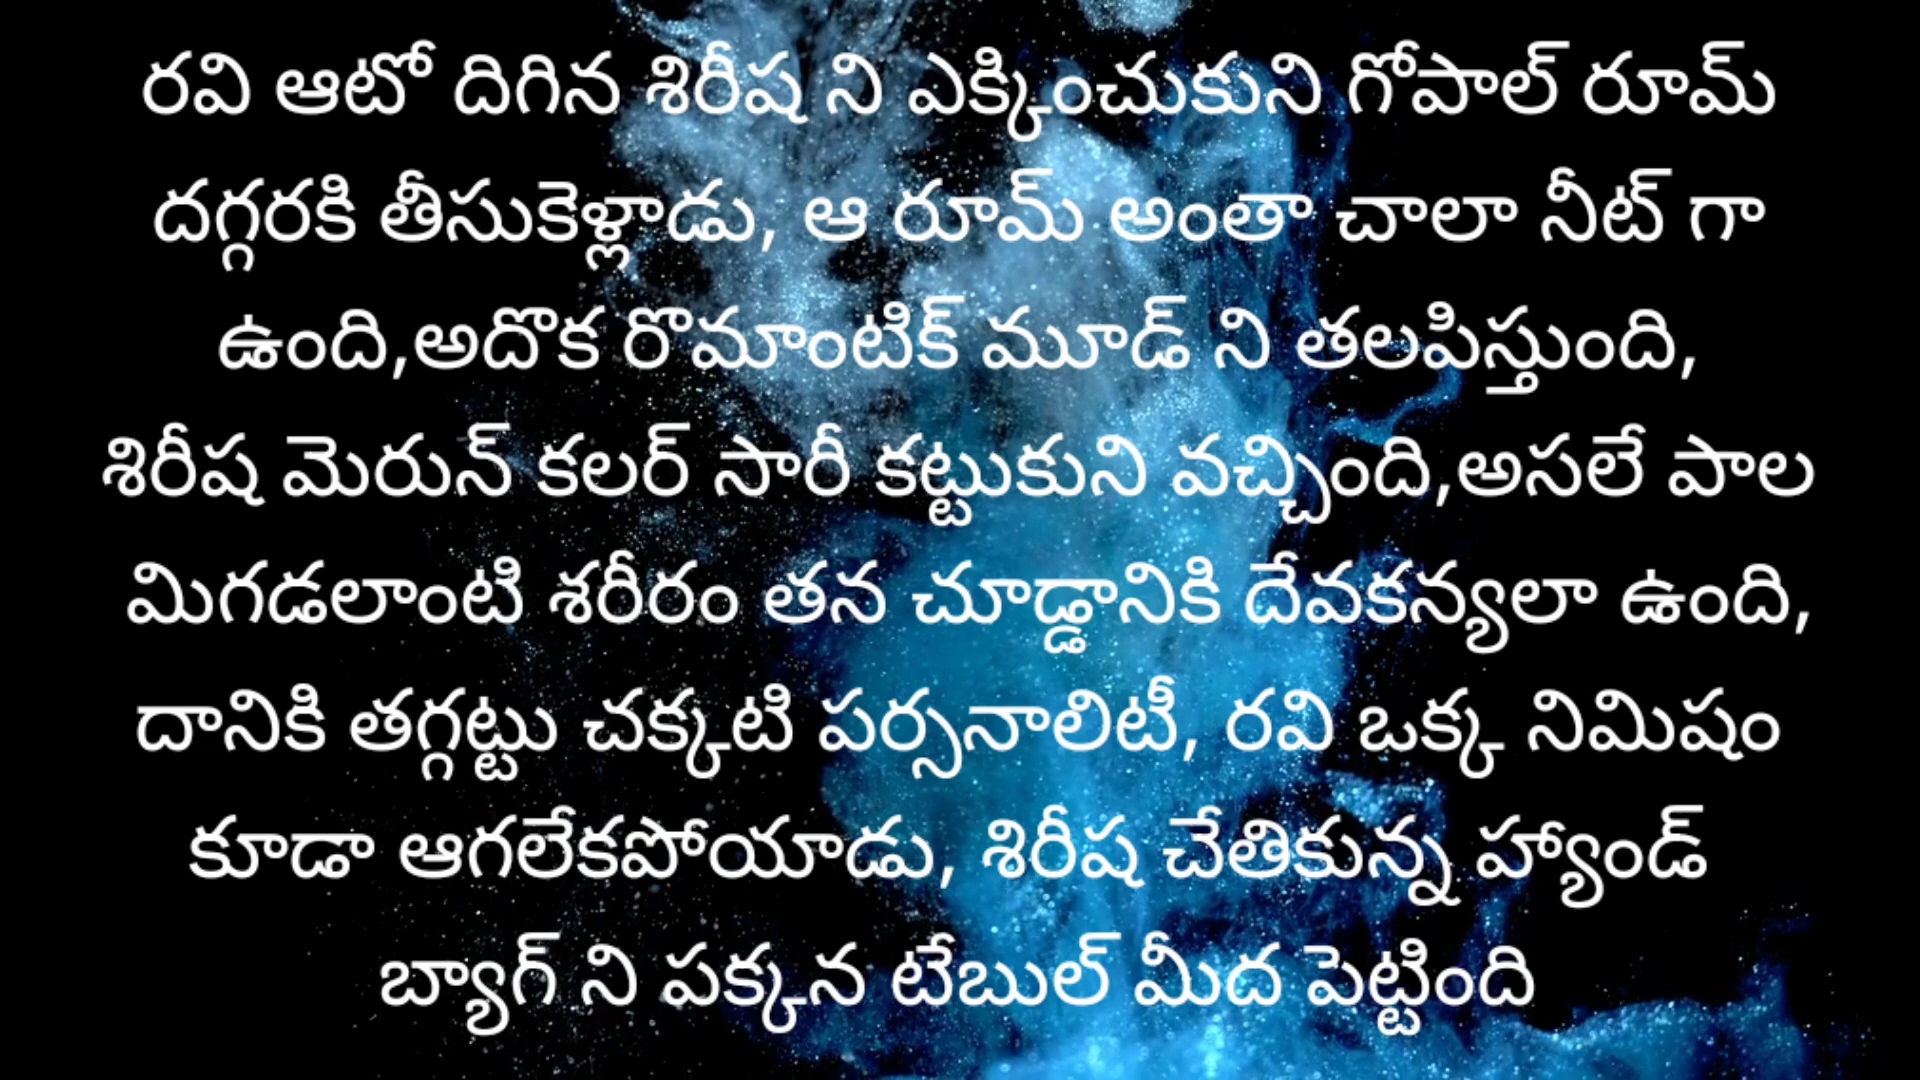 రవి ఆటో దిగిన శిరీష ని ఎక్కించుకుని గోపాల్ రూమ్
దగ్గరకి తీసుకెళ్లాడు, ఆ రూమ్ అంతా చాలా నీట్ గా
ఉంది,అదొక రొమాంటిక్ మూడ్ ని తలపిస్తుంది,
శిరీష మెరున్ కలర్ సారీ కట్టుకుని వచ్చింది,అసలే పాల
మిగడలాంటి శరీరం తన చూడ్డానికి దేవకన్యలా ఉంది,
దానికి తగ్గట్టు చక్కటి పర్సనాలిటీ, రవి ఒక్క నిమిషం
కూడా ఆగలేకపోయాడు, శిరీష చేతికున్న హ్యాండ్
బ్యాగ్ ని పక్కన టేబుల్ మీద పెట్టింది